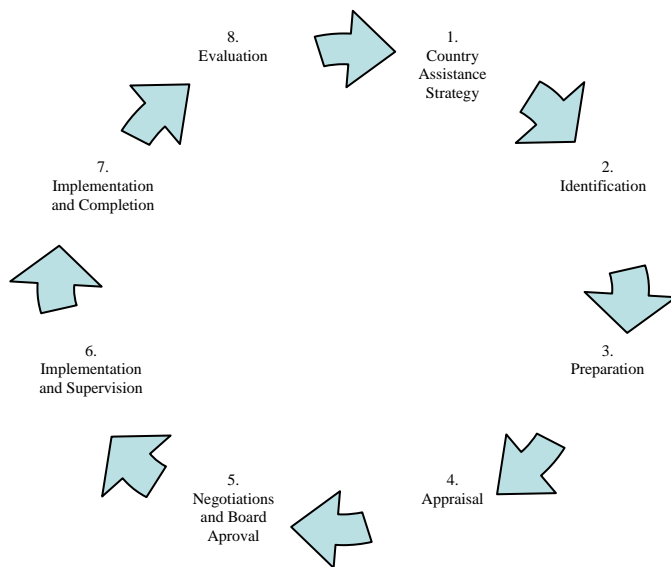 1.
Country
Assistance
Strategy
2.
Identification
3.
Preparation
4.
Appraisal
5.
Negotiations
and Board
Aproval
6.
Implementation
and Supervision
7.
Implementation
and Completion
8.
Evaluation